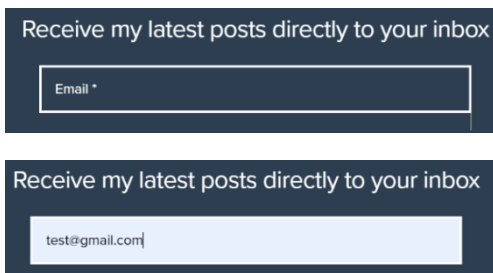 Receive my latest posts directly to your inbox
Email *
Receive my latest posts directly to your inbox
test@gmail.com